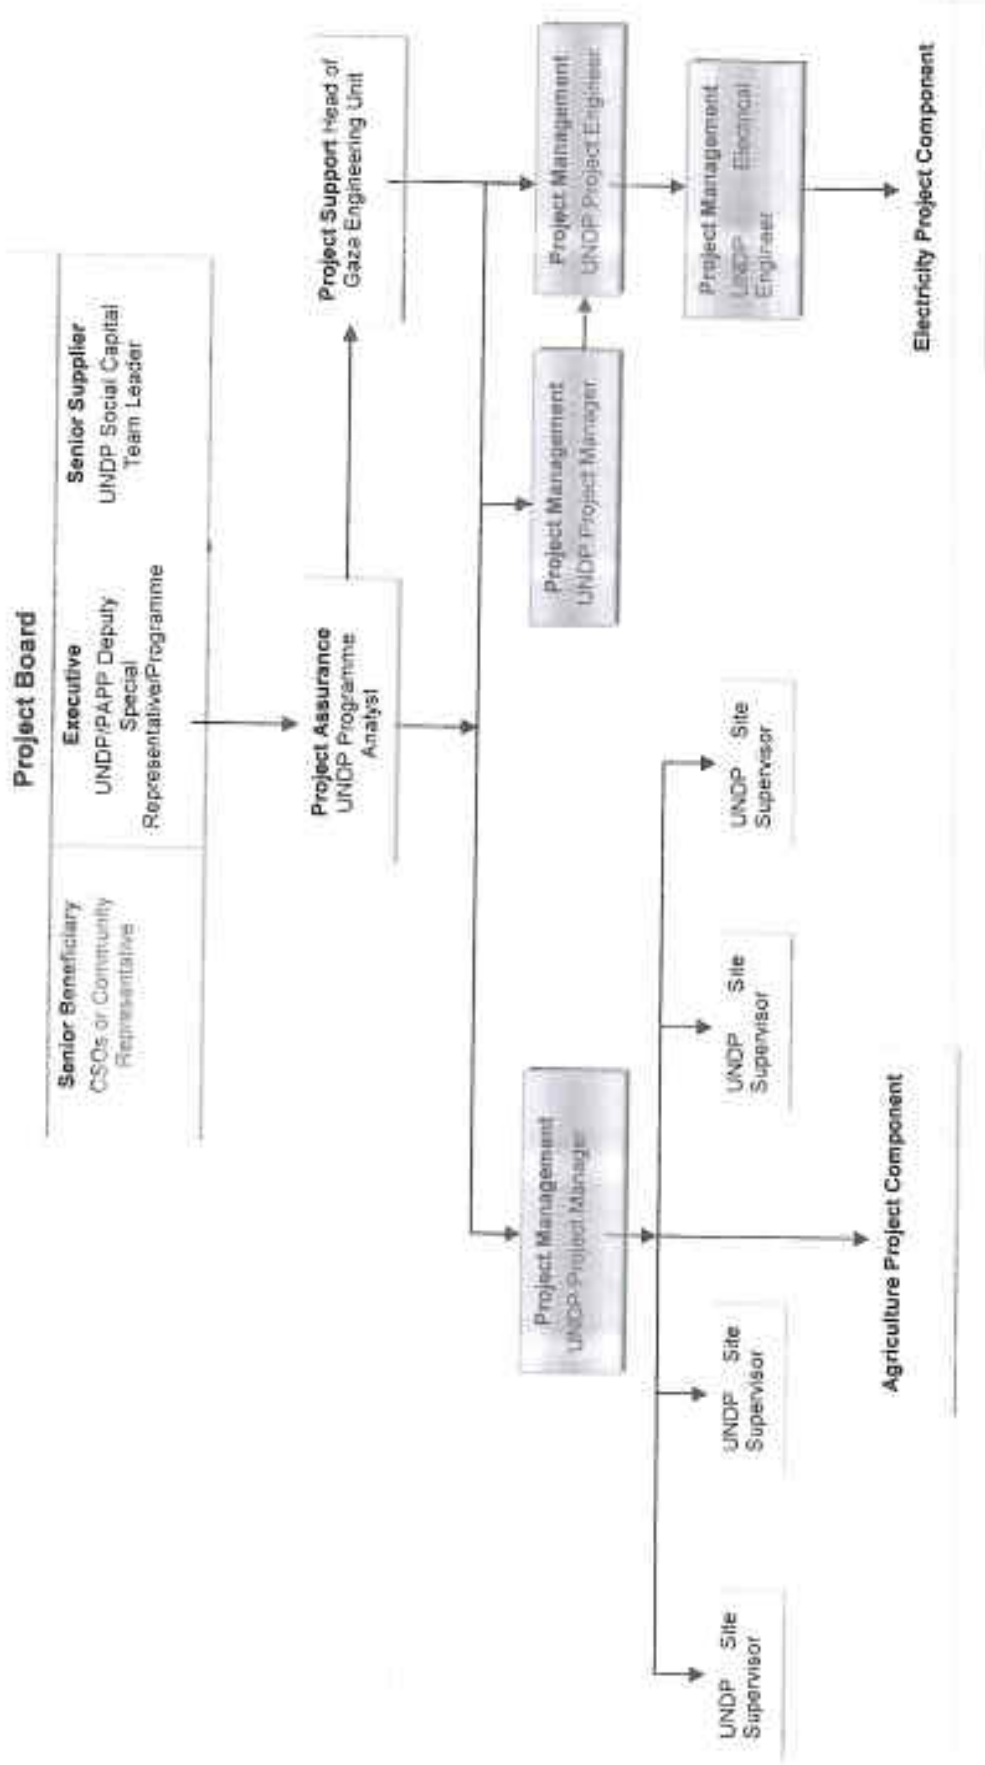 Project Board
Senior Beneficiary
CSOs or Community
Representative
Executive
UNDP/PAPP Deputy
Special
Representative/Programme
Senior Supplier
UNDP Social Capital
Team Leader
Project Assurance
UNDP Programme
Analyst
Project Support Head of
Gaza Engineering Unit
Project Management
UNDP Project Manager
Project Management
UNDP Project Manager
Project Management
UNDP Project Engineer
Project Management
UNDP Electrical
Engineer
UNDP Site
Supervisor
UNDP Site
Supervisor
UNDP Site
Supervisor
UNDP Site
Supervisor
Agriculture Project Component
Electricity Project Component